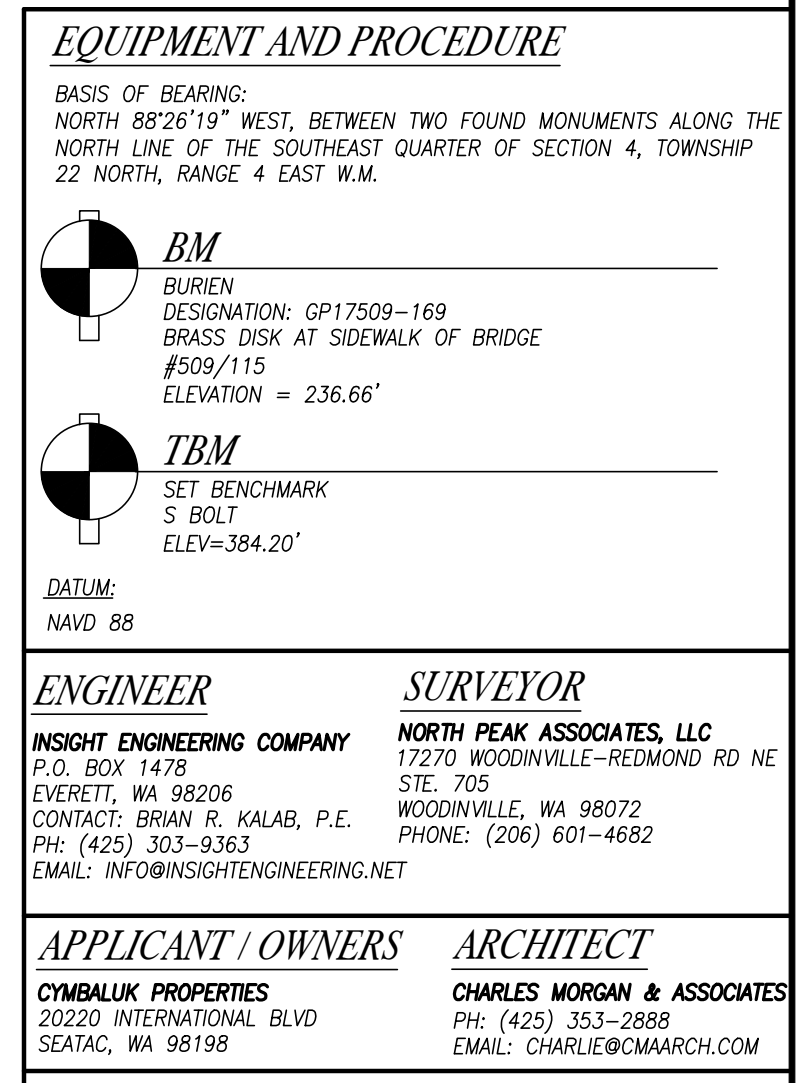 EQUIPMENT AND PROCEDURE
BASIS OF BEARING:
NORTH 88°26'19" WEST, BETWEEN TWO FOUND MONUMENTS ALONG THE
NORTH LINE OF THE SOUTHEAST QUARTER OF SECTION 4, TOWNSHIP
22 NORTH, RANGE 4 EAST W.M.
BM
BURIEN
DESIGNATION: GP17509-169
BRASS DISK AT SIDEWALK OF BRIDGE
#509/115
ELEVATION = 236.66'
TBM
SET BENCHMARK
S BOLT
ELEV=384.20'
DATUM:
NAVD 88
ENGINEER
INSIGHT ENGINEERING COMPANY
P.O. BOX 1478
EVERETT, WA 98206
CONTACT: BRIAN R. KALAB, P.E.
PH: (425) 303-9363
EMAIL: INFO@INSIGHTENGINEERING.NET
SURVEYOR
NORTH PEAK ASSOCIATES, LLC
17270 WOODINVILLE-REDMOND RD NE
STE. 705
WOODINVILLE, WA 98072
PHONE: (206) 601-4682
APPLICANT / OWNERS
CYMBALUK PROPERTIES
20220 INTERNATIONAL BLVD
SEATAC, WA 98198
ARCHITECT
CHARLES MORGAN & ASSOCIATES
PH: (425) 353-2888
EMAIL: CHARLIE@CMAARCH.COM